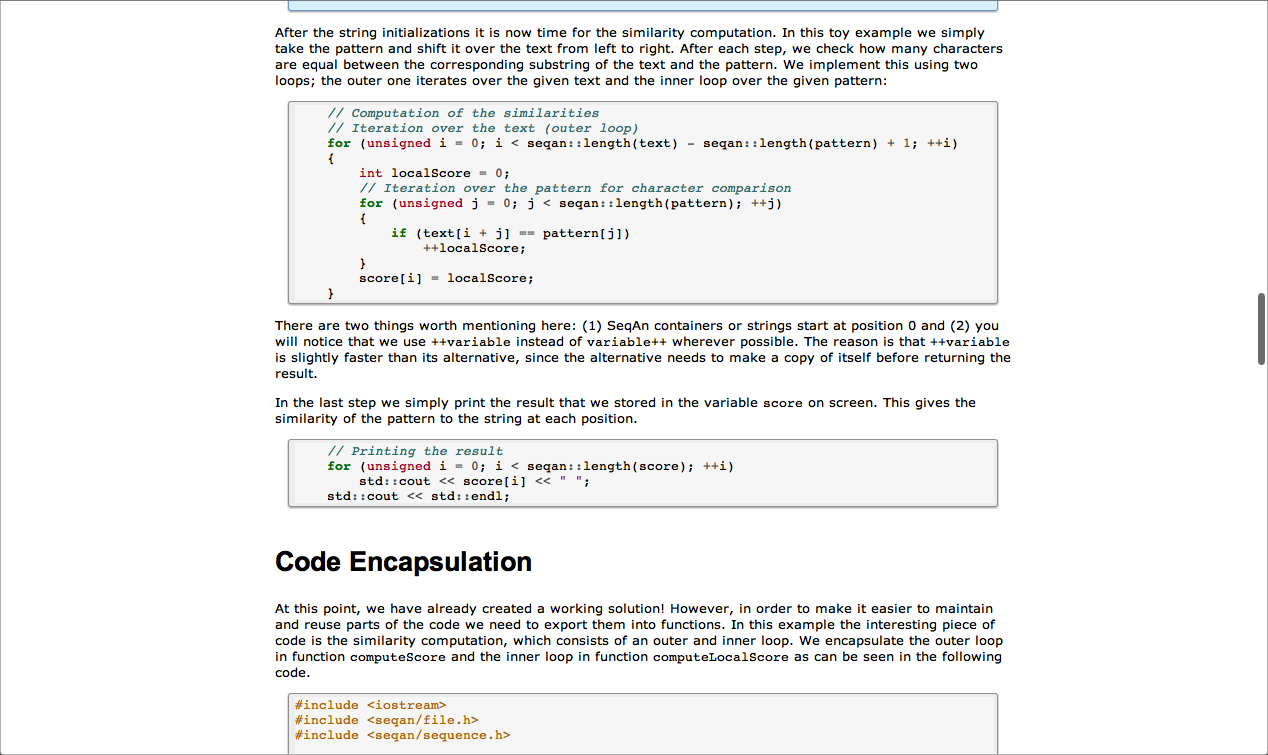 After the string initializations it is now time for the similarity computation. In this toy example we simply
take the pattern and shift it over the text from left to right. After each step, we check how many characters
are equal between the corresponding substring of the text and the pattern. We implement this using two
loops; the outer one iterates over the given text and the inner loop over the given pattern:
// Computation of the similarities
// Iteration over the text (outer loop)
for (unsigned i = 0; i < seqan::length(text) - seqan::length(pattern) + 1; ++i)
{
int localScore = 0;
// Iteration over the pattern for character comparison
for (unsigned j = 0; j < seqan::length(pattern); ++j)
{
if (text[i + j] == pattern[j])
++localScore;
}
score[i] = localScore;
}
There are two things worth mentioning here: (1) SeqAn containers or strings start at position 0 and (2) you
will notice that we use ++variable instead of variable++ wherever possible. The reason is that ++variable
is slightly faster than its alternative, since the alternative needs to make a copy of itself before returning the
result.
In the last step we simply print the result that we stored in the variable score on screen. This gives the
similarity of the pattern to the string at each position.
// Printing the result
for (unsigned i = 0; i < seqan::length(score); ++i)
std::cout << score[i] << " ";
std::cout << std::endl;
Code Encapsulation
At this point, we have already created a working solution! However, in order to make it easier to maintain
and reuse parts of the code we need to export them into functions. In this example the interesting piece of
code is the similarity computation, which consists of an outer and inner loop. We encapsulate the outer loop
in function computeScore and the inner loop in function computeLocalScore as can be seen in the following
code.
#include <iostream>
#include <seqan/file.h>
#include <seqan/sequence.h>